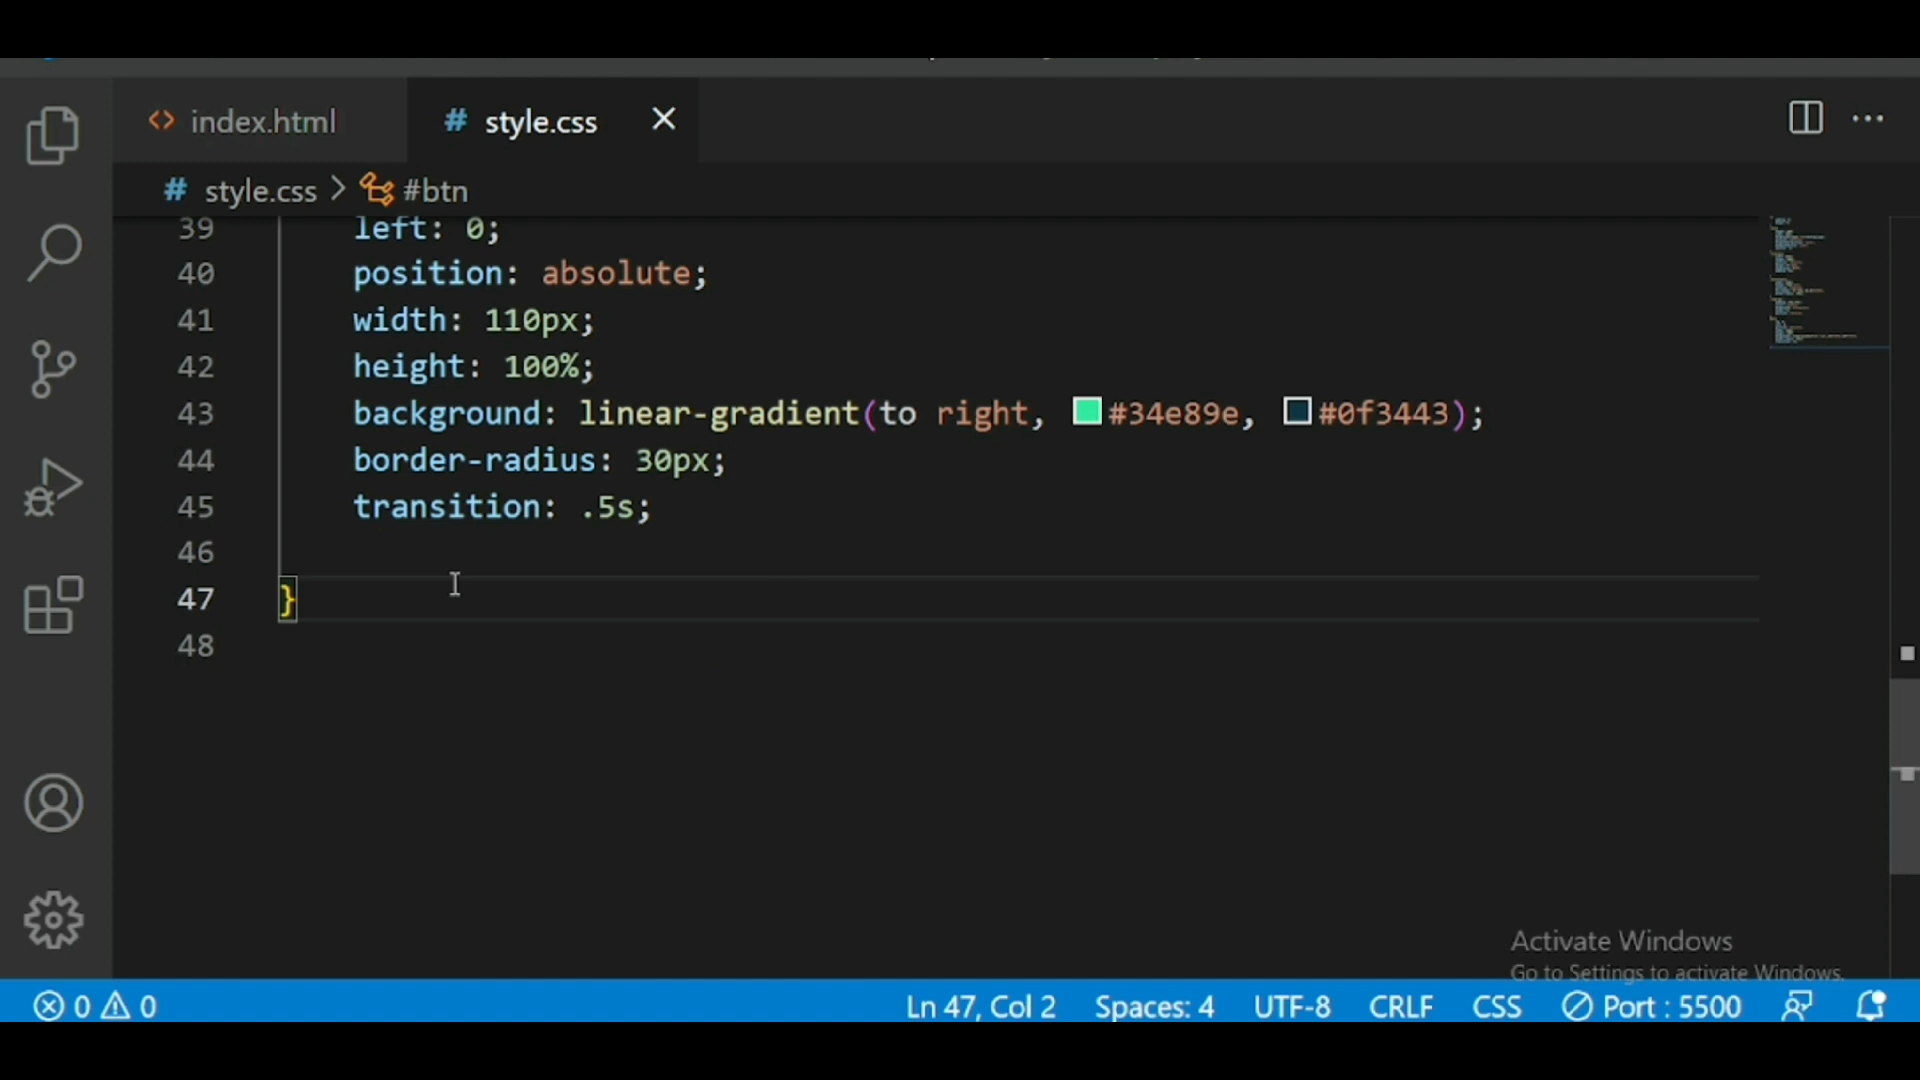 <> index.html # style.css
# style.css > #btn
39 left: 0;
40 position: absolute;
41 width: 110px;
42 height: 100%;
43 background: linear-gradient(to right, #34e89e, #0f3443);
44 border-radius: 30px;
45 transition: .5s;
46
47 }
48
Activate Windows
Go to Settings to activate Windows.
0 0 Ln 47, Col 2 Spaces: 4 UTF-8 CRLF CSS Port : 5500